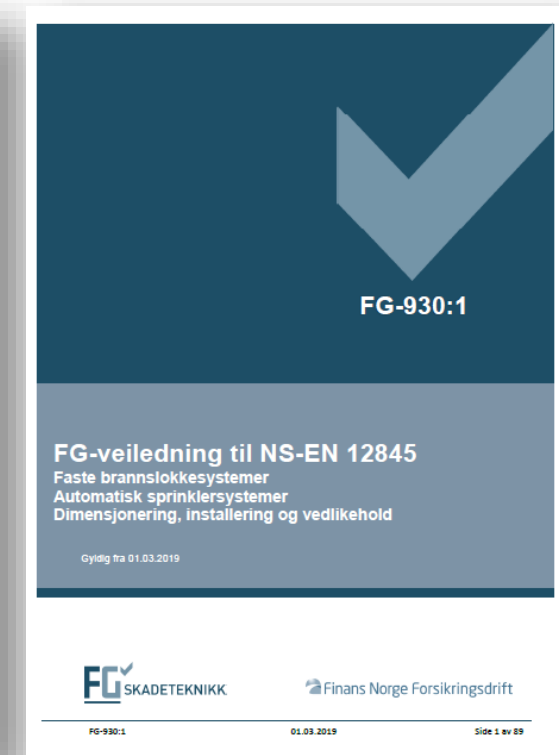 FG-930:1
FG-veiledning til NS-EN 12845
Faste brannslokkesystemer
Automatisk sprinklersystemer
Dimensjonering, installering og vedlikehold
Gyldig fra 01.03.2019
FG SKADETEKNIKK
Finans Norge Forsikringsdrift
FG-930:1 01.03.2019 Side 1 av 89